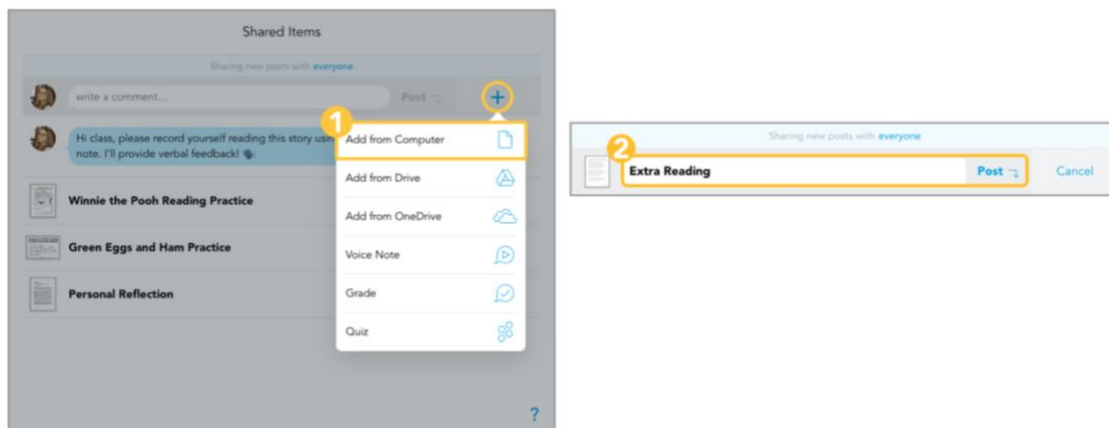 Shared Items
Sharing new posts with everyone
write a comment...
Post
1
Hi class, please record yourself reading this story usin
note. I'll provide verbal feedback!
Add from Computer
Add from Drive
Winnie the Pooh Reading Practice
Add from OneDrive
Green Eggs and Ham Practice
Voice Note
Personal Reflection
Grade
Quiz
?
Sharing new posts with everyone
2
Extra Reading
Post
Cancel